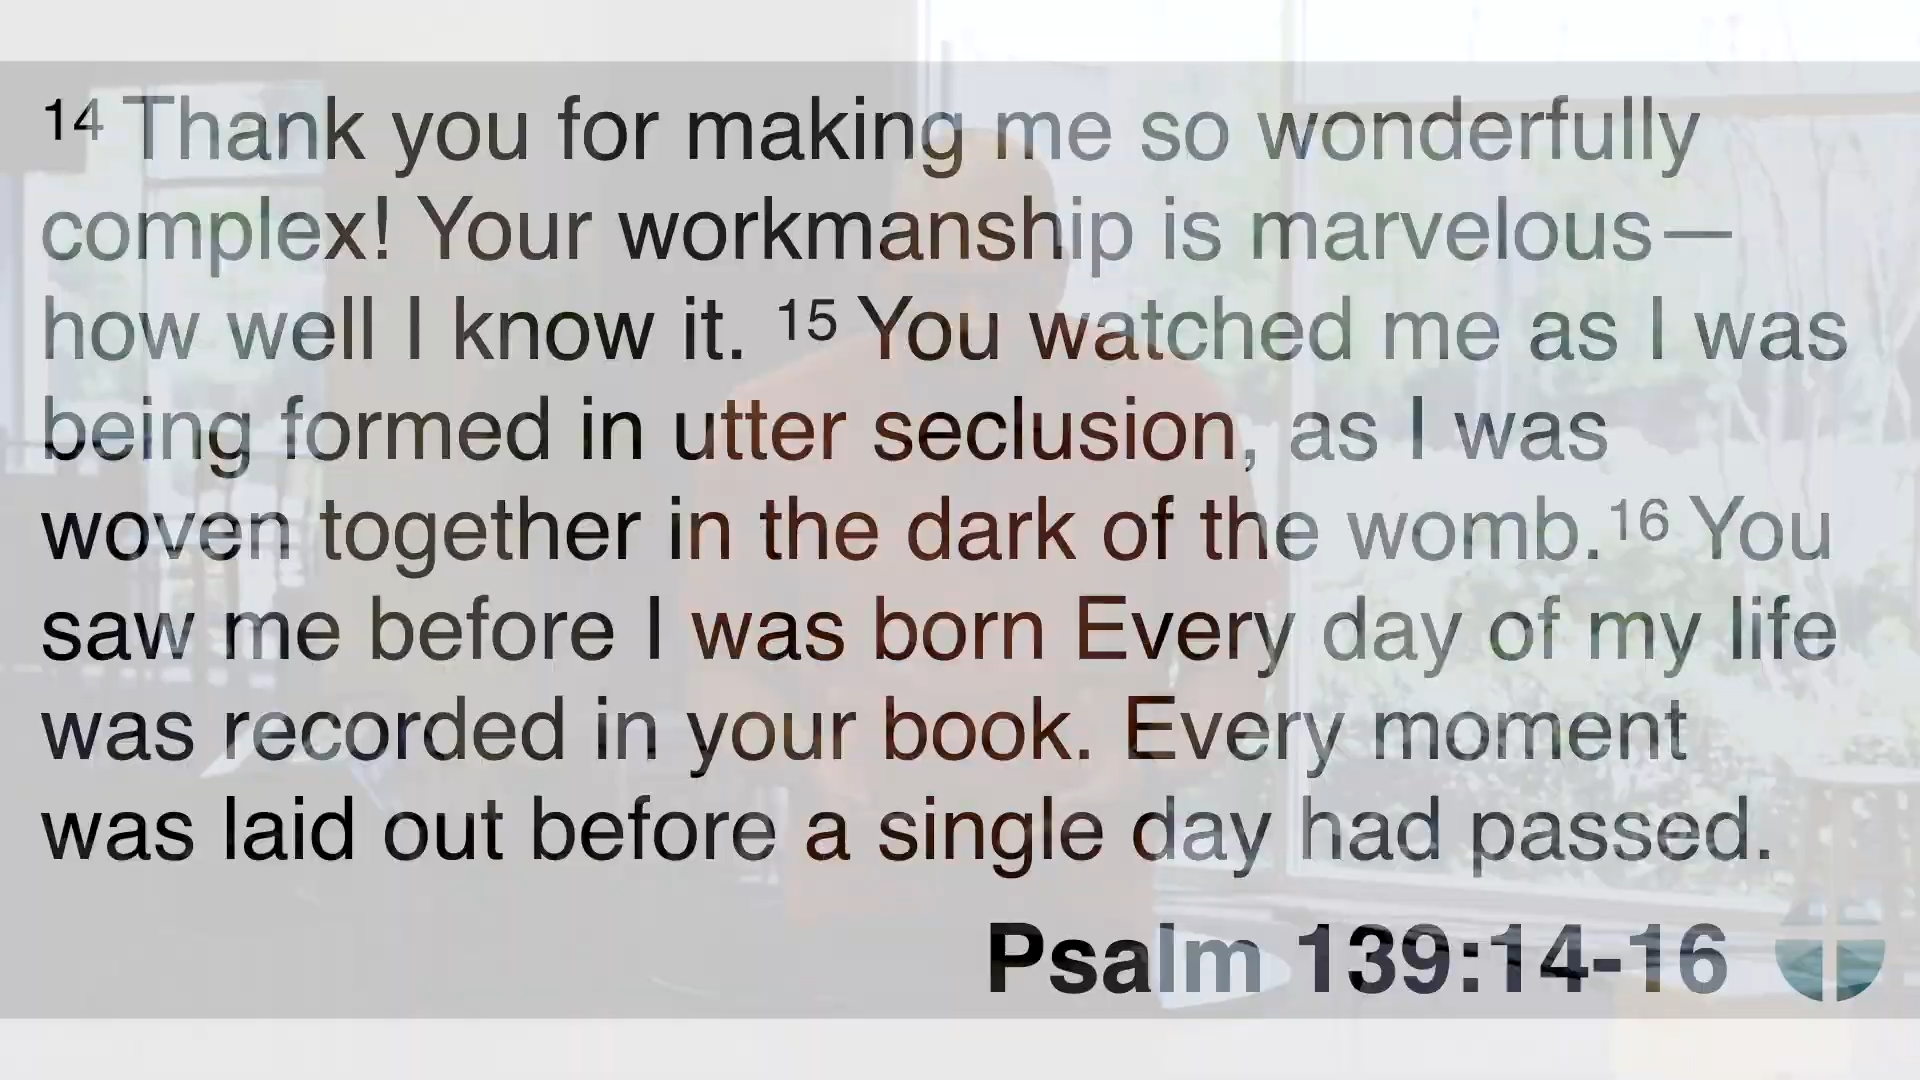 14 Thank you for making me so wonderfully
complex! Your workmanship is marvelous—
how well I know it. 15 You watched me as I was
being formed in utter seclusion, as I was
woven together in the dark of the womb.16 You
saw me before I was born Every day of my life
was recorded in your book. Every moment
was laid out before a single day had passed.
Psalm 139:14-16